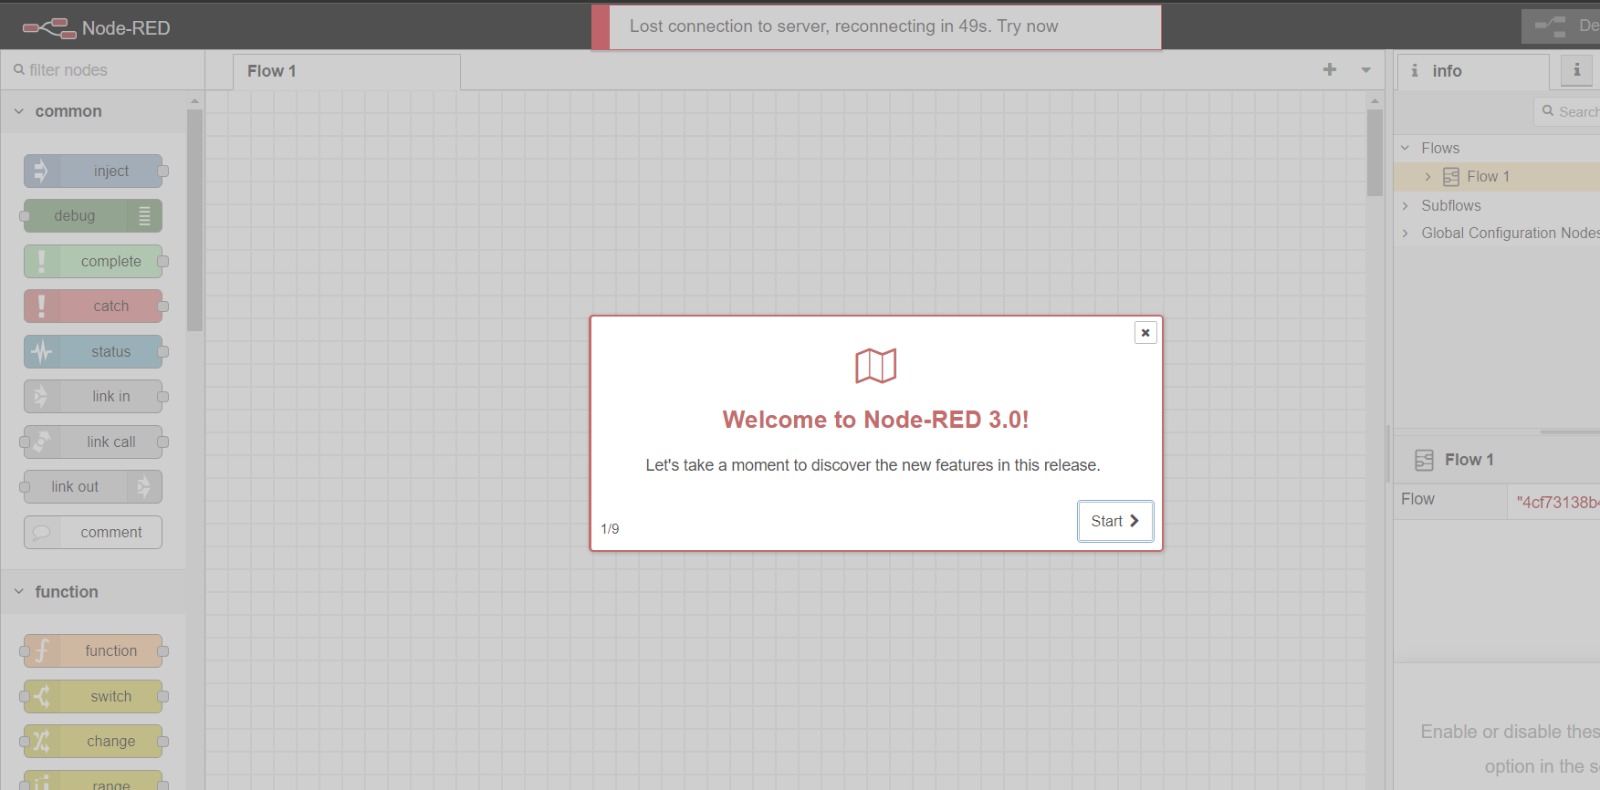 Node-RED
Lost connection to server, reconnecting in 49s. Try now
De
filter nodes
Flow 1
info
Search
common
inject
debug
complete
catch
status
link in
link call
link out
comment
function
function
switch
change
range
Flows
Flow 1
Subflows
Global Configuration Nodes
Welcome to Node-RED 3.0!
Let's take a moment to discover the new features in this release.
1/9
Start
Flow 1
Flow
"4cf73138b4
Enable or disable thes
option in the s